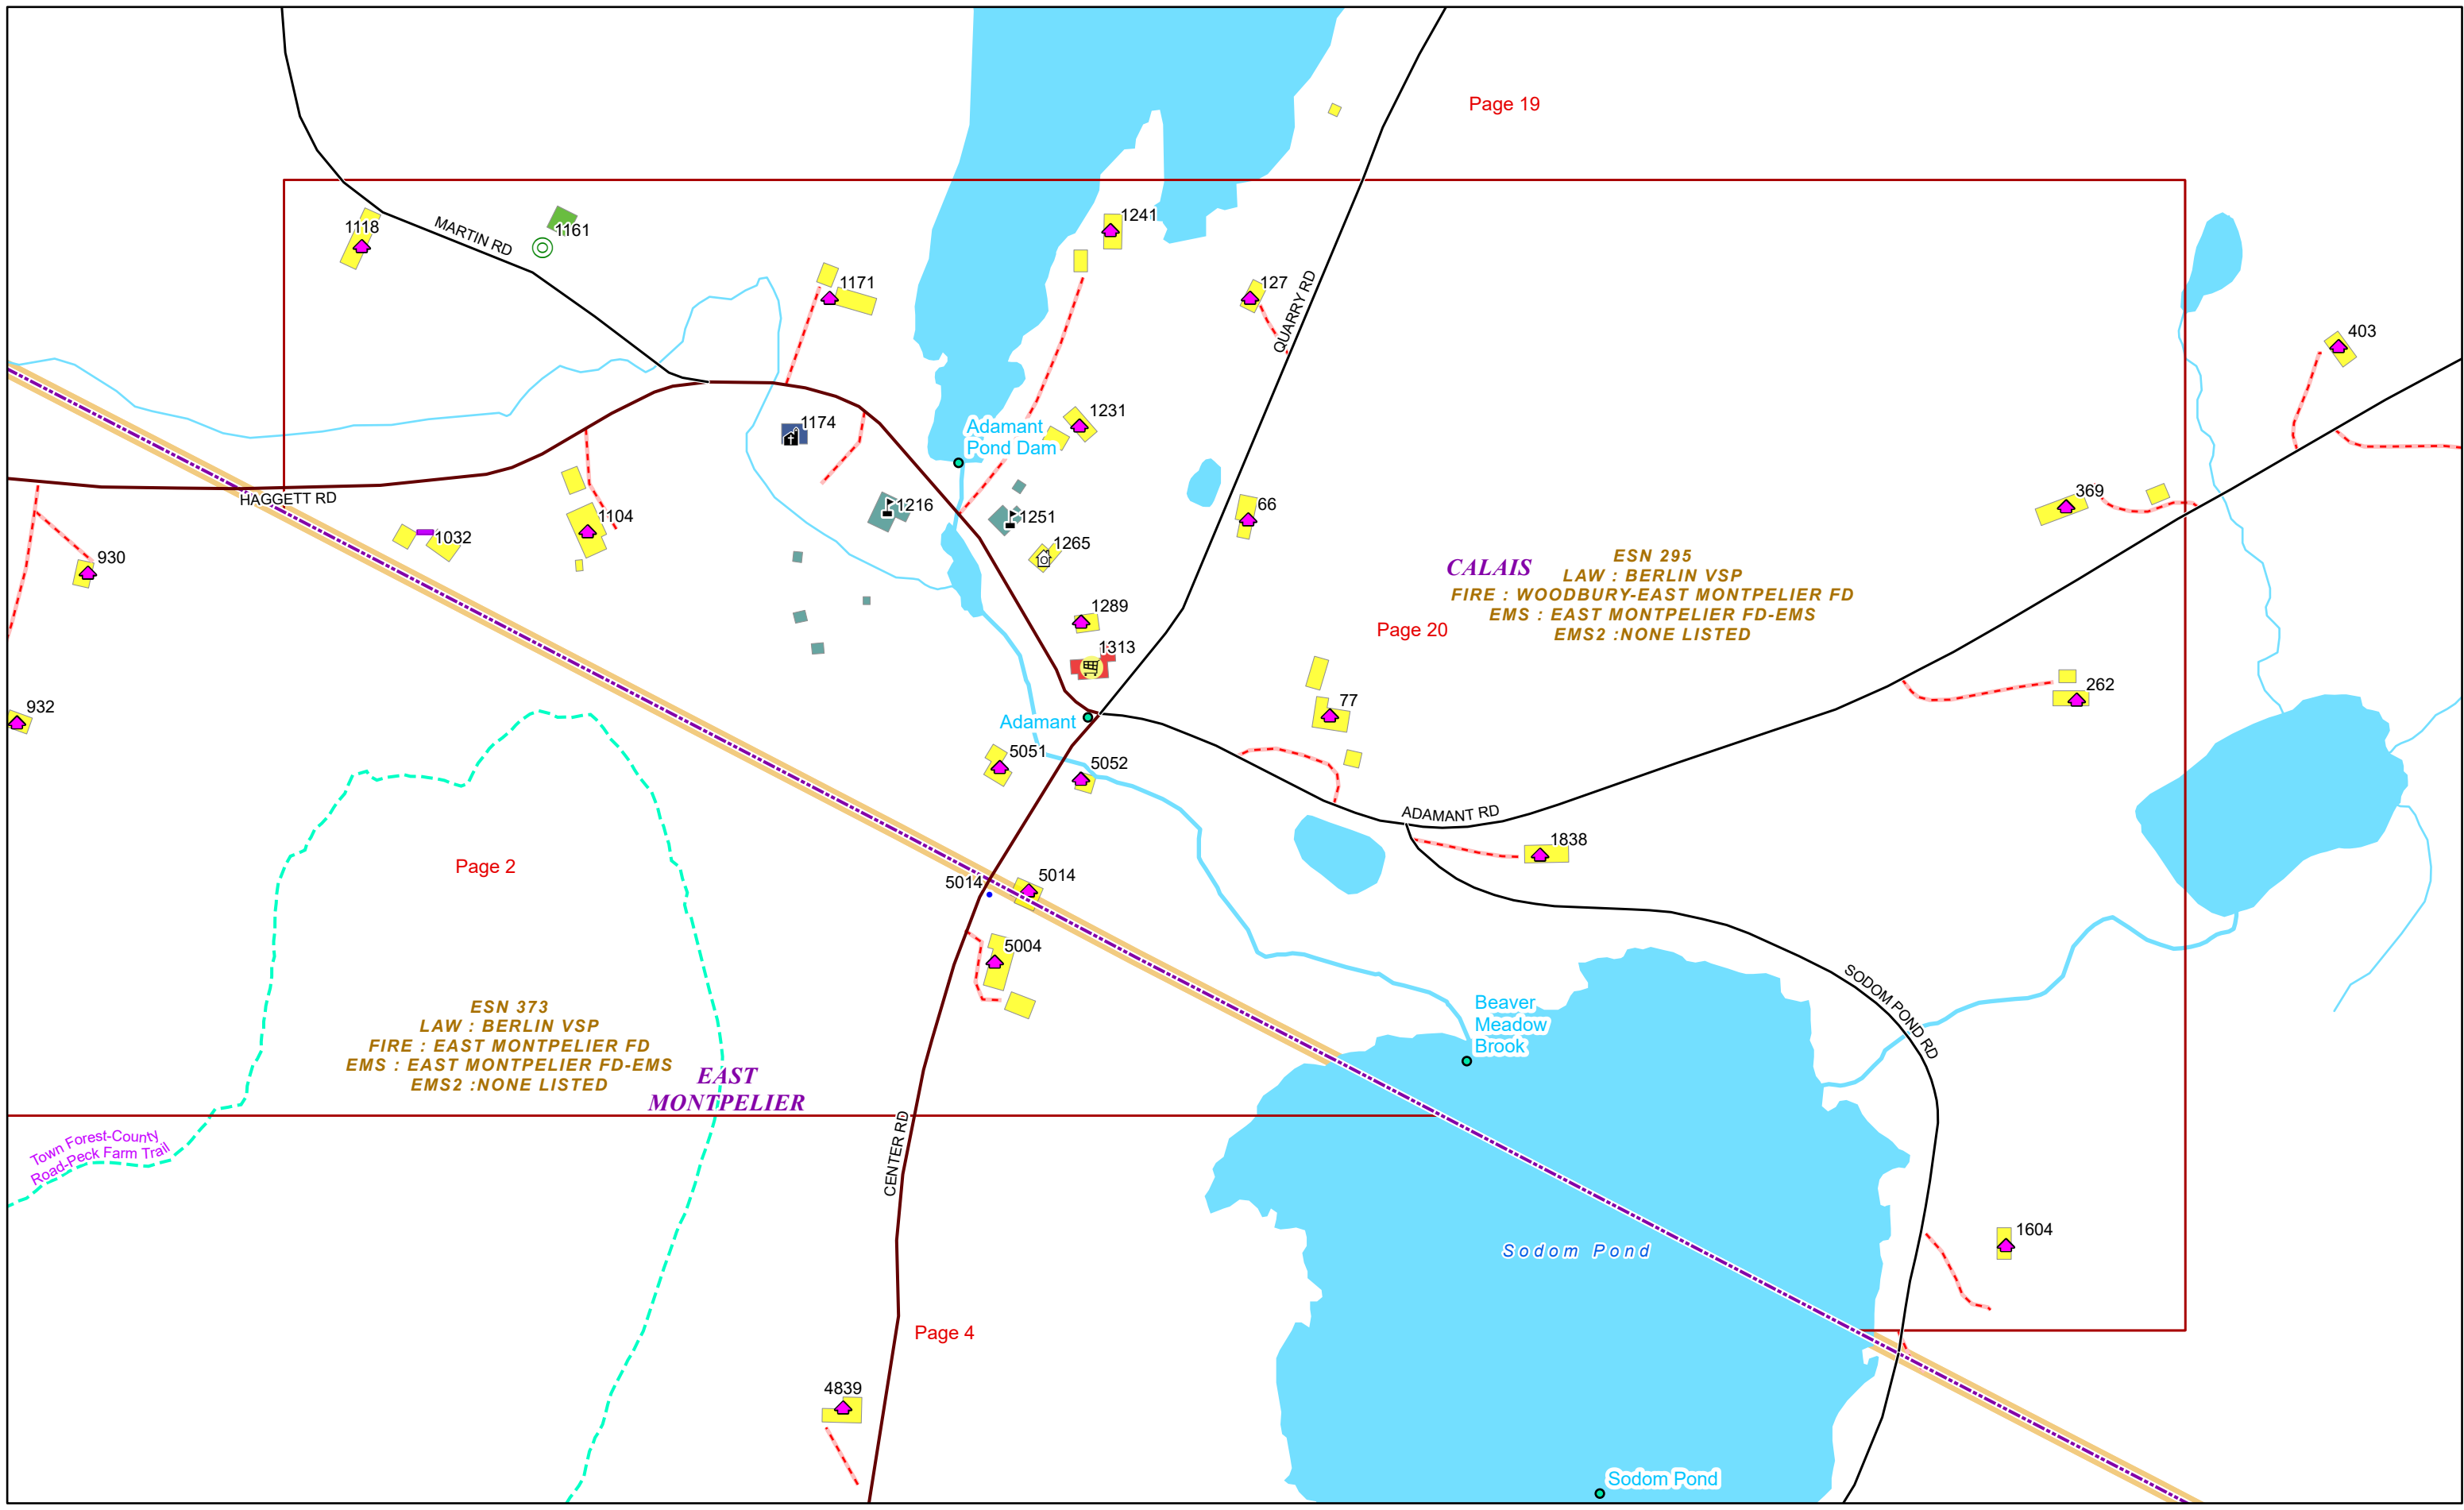 Page 19
1118
MARTIN RD
1161
1241
1171
127
QUARRY RD
403
1174
Adamant
Pond Dam
1231
HAGGETT RD
1032
1104
1216
1251
1265
66
369
930
CALAIS
ESN 295
LAW : BERLIN VSP
FIRE : WOODBURY-EAST MONTPELIER FD
EMS : EAST MONTPELIER FD-EMS
EMS2 :NONE LISTED
Page 20
1289
1313
932
Adamant
77
262
5051
5052
ADAMANT RD
1838
Page 2
5014
5014
5004
SODOM POND RD
ESN 373
LAW : BERLIN VSP
FIRE : EAST MONTPELIER FD
EMS : EAST MONTPELIER FD-EMS
EMS2 :NONE LISTED
EAST
MONTPELIER
Beaver
Meadow
Brook
Town Forest-County
Road-Peck Farm Trail
CENTER RD
Sodom Pond
1604
Page 4
4839
Sodom Pond